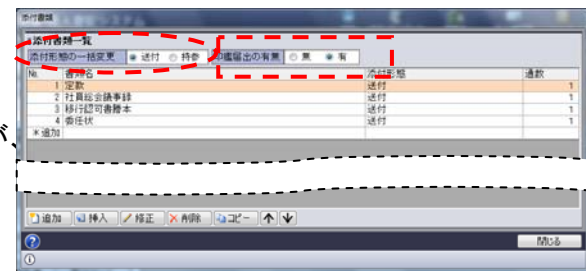 添付書類
添付書類一覧
添付形態の一括変更 送付 持参 印鑑届出の有無 無 有
No. 書類名 添付形態 通数
1 定款 送付 1
2 社員総会議事録 送付 1
3 移行認可書謄本 送付 1
4 委任状 送付 1
*追加
が、
追加 挿入 修正 削除 コピー ↑ ↓
? 閉じる